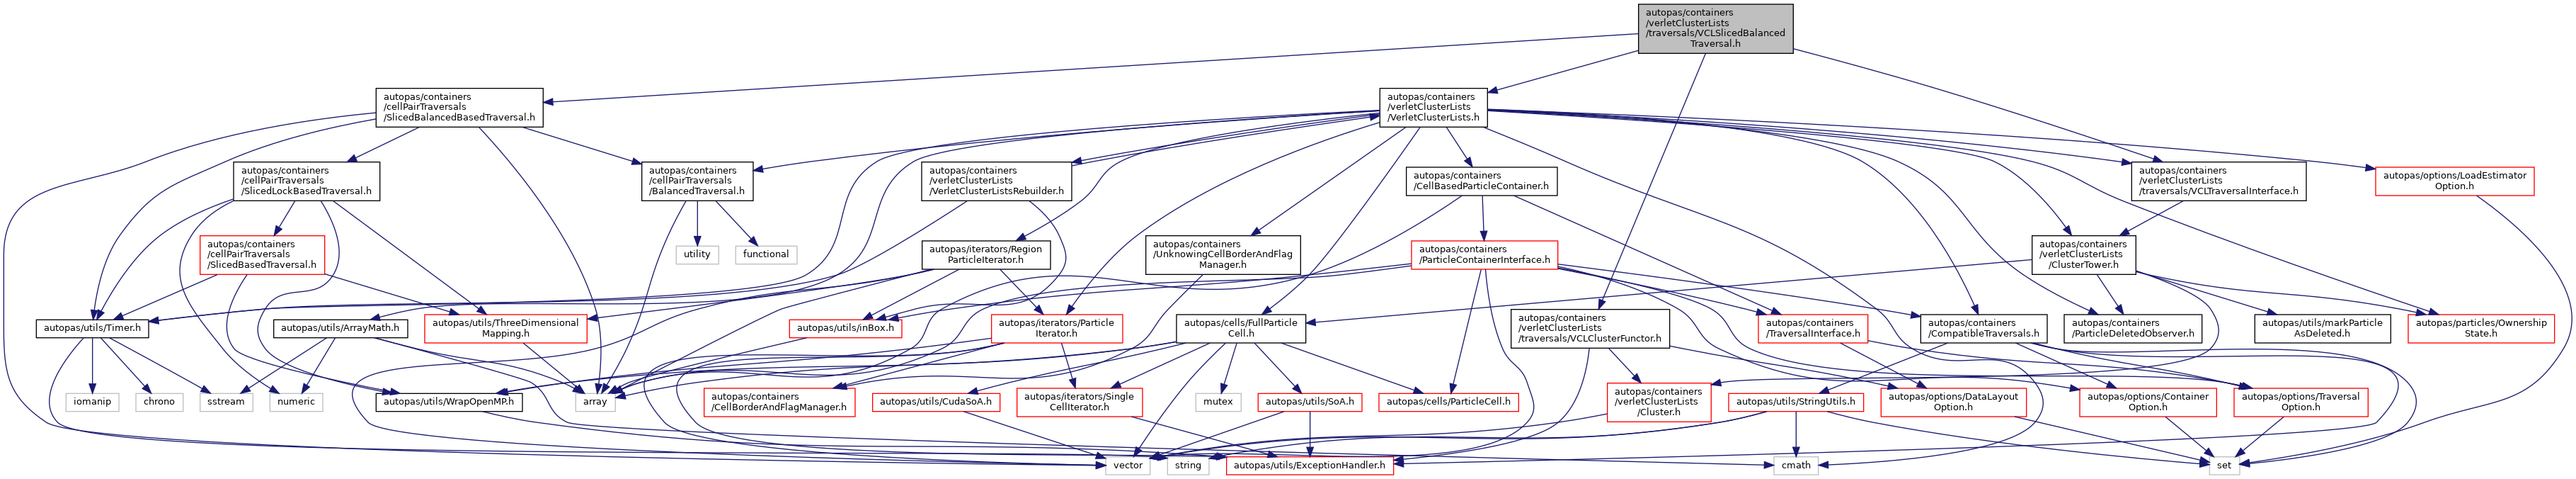 autopas/containers
/verletClusterLists
/traversals/VCLSlicedBalanced
Traversal.h
autopas/containers
/cellPairTraversals
/SlicedBalancedBasedTraversal.h
autopas/containers
/verletClusterLists
/VerletClusterLists.h
autopas/containers
/cellPairTraversals
/SlicedLockBasedTraversal.h
autopas/containers
/cellPairTraversals
/BalancedTraversal.h
autopas/containers
/verletClusterLists
/VerletClusterListsRebuilder.h
autopas/containers
/CellBasedParticleContainer.h
autopas/containers
/verletClusterLists
/traversals/VCLTraversalInterface.h
autopas/options/LoadEstimator
Option.h
autopas/containers
/cellPairTraversals
/SlicedBasedTraversal.h
utility
functional
autopas/iterators/Region
ParticleIterator.h
autopas/containers
/UnknowingCellBorderAndFlag
Manager.h
autopas/containers
/ParticleContainerInterface.h
autopas/containers
/verletClusterLists
/ClusterTower.h
autopas/utils/Timer.h
autopas/utils/ArrayMath.h
autopas/utils/ThreeDimensional
Mapping.h
autopas/utils/inBox.h
autopas/iterators/Particle
Iterator.h
autopas/cells/FullParticle
Cell.h
autopas/containers
/verletClusterLists
/traversals/VCLClusterFunctor.h
autopas/containers
/TraversalInterface.h
autopas/containers
/CompatibleTraversals.h
autopas/containers
/ParticleDeletedObserver.h
autopas/utils/markParticle
AsDeleted.h
autopas/particles/Ownership
State.h
iomanip
chrono
sstream
numeric
autopas/utils/WrapOpenMP.h
array
autopas/containers
/CellBorderAndFlagManager.h
autopas/utils/CudaSoA.h
autopas/iterators/Single
CellIterator.h
mutex
autopas/utils/SoA.h
autopas/cells/ParticleCell.h
autopas/containers
/verletClusterLists
/Cluster.h
autopas/utils/StringUtils.h
autopas/options/DataLayout
Option.h
autopas/options/Container
Option.h
autopas/options/Traversal
Option.h
vector
string
autopas/utils/ExceptionHandler.h
cmath
set